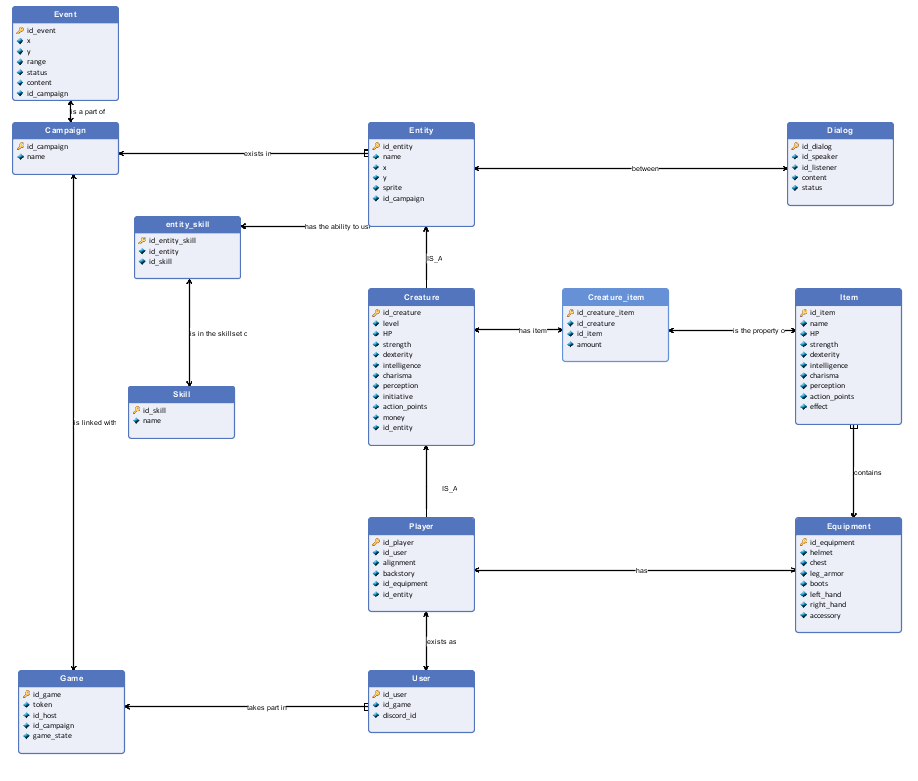 Event
id_event
x
y
range
status
content
id_campaign
is a part of
Campaign
id_campaign
name
exists in
Entity
id_entity
name
x
y
sprite
id_campaign
between
Dialog
id_dialog
id_speaker
id_listener
content
status
entity_skill
id_entity_skill
id_entity
id_skill
has the ability to us
IS_A
is in the skillset o
Skill
id_skill
name
Creature
id_creature
level
HP
strength
dexterity
intelligence
charisma
perception
initiative
action_points
money
id_entity
has item
Creature_item
id_creature_item
id_creature
id_item
amount
is the property o
Item
id_item
name
HP
strength
dexterity
intelligence
charisma
perception
action_points
effect
is linked with
IS_A
contains
Player
id_player
id_user
alignment
backstory
id_equipment
id_entity
has
Equipment
id_equipment
helmet
chest
leg_armor
boots
left_hand
right_hand
accessory
exists as
Game
id_game
token
id_host
id_campaign
game_state
takes part in
User
id_user
id_game
discord_id